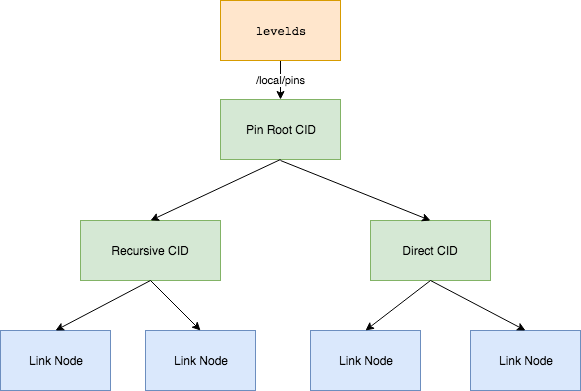 levelds
/local/pins
Pin Root CID
Recursive CID
Direct CID
Link Node
Link Node
Link Node
Link Node